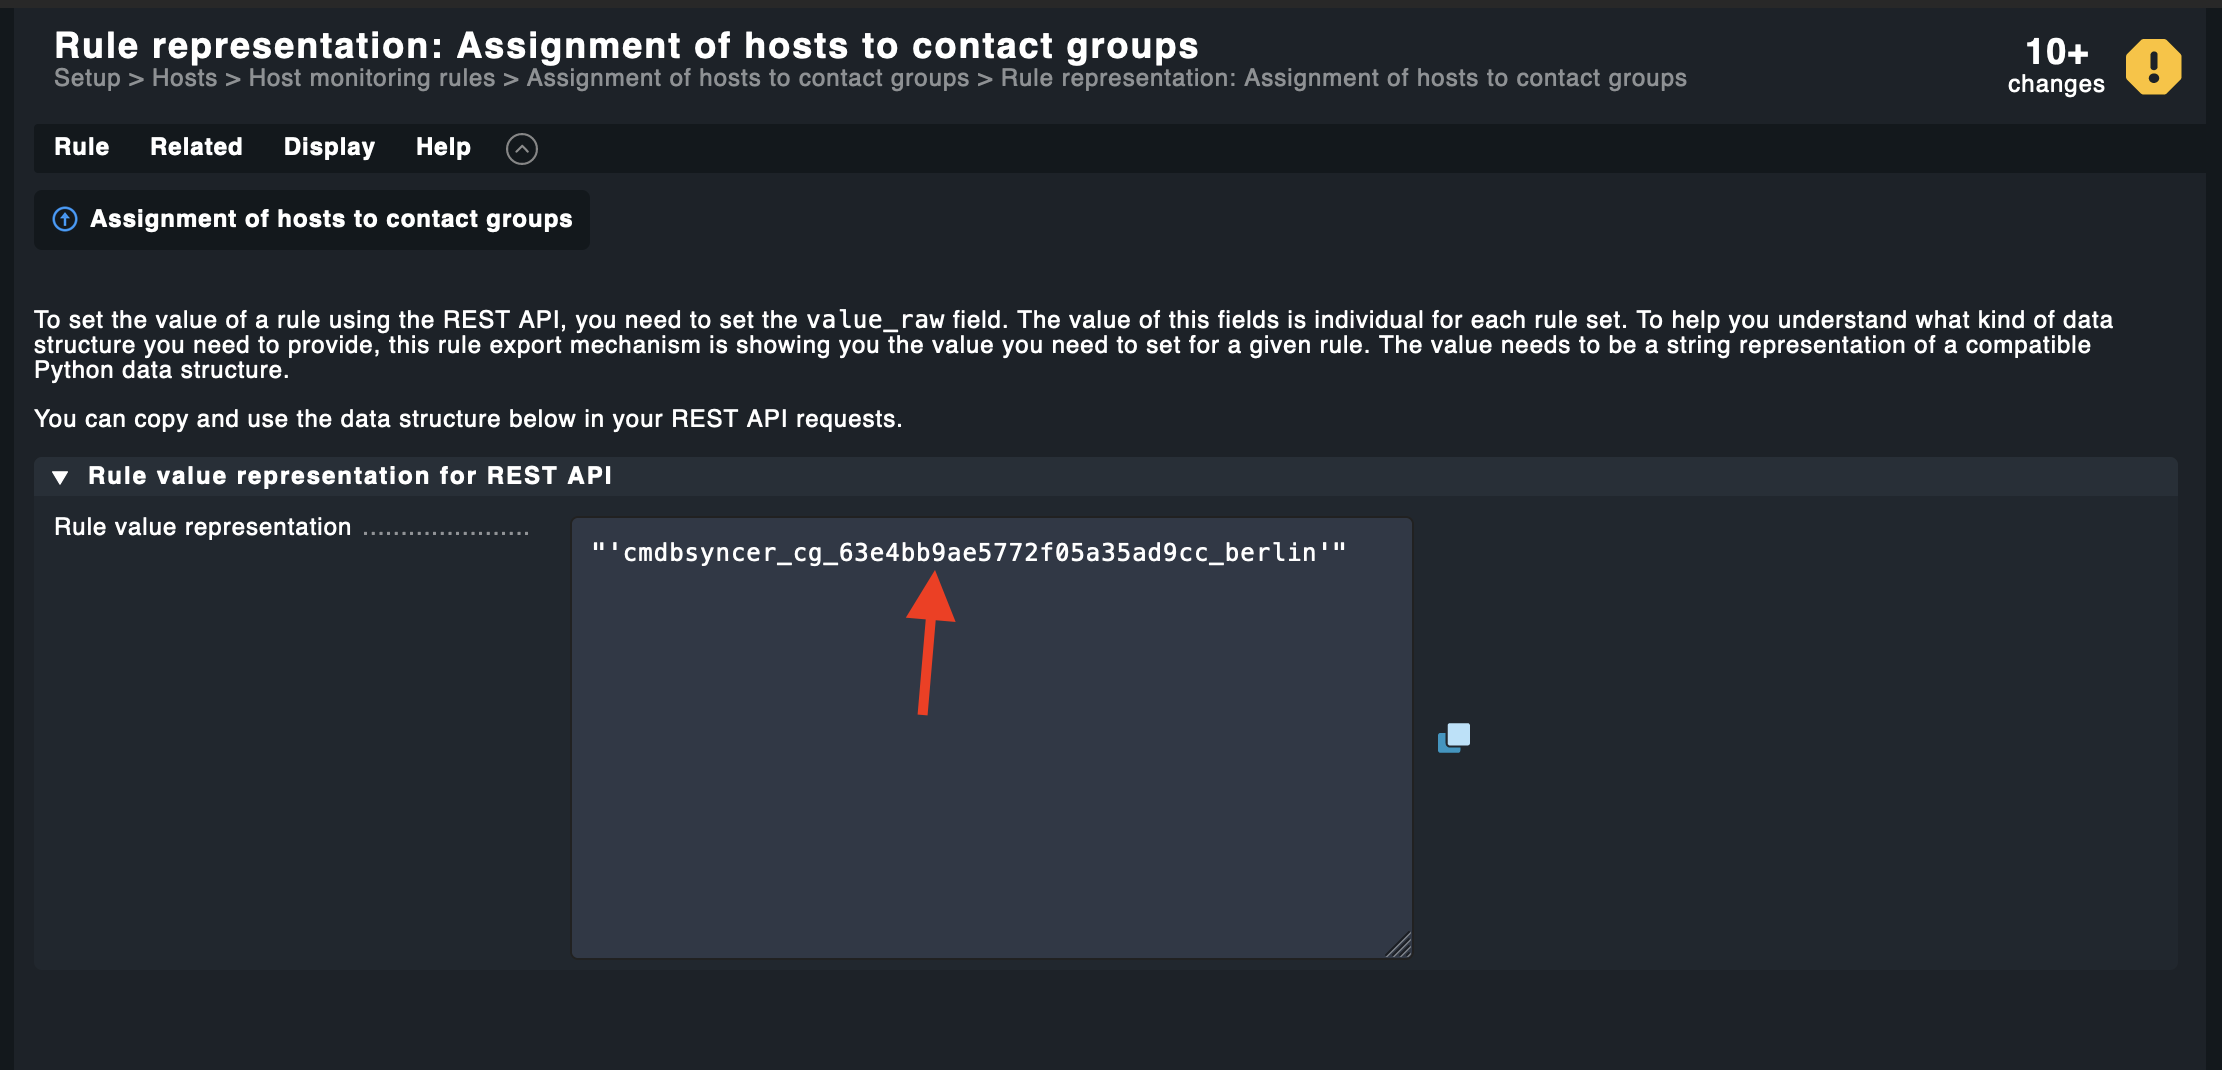 Rule representation: Assignment of hosts to contact groups
Setup > Hosts > Host monitoring rules > Assignment of hosts to contact groups > Rule representation: Assignment of hosts to contact groups
10+
changes
Rule Related Display Help
Assignment of hosts to contact groups
To set the value of a rule using the REST API, you need to set the value_raw field. The value of this fields is individual for each rule set. To help you understand what kind of data
structure you need to provide, this rule export mechanism is showing you the value you need to set for a given rule. The value needs to be a string representation of a compatible
Python data structure.
You can copy and use the data structure below in your REST API requests.
Rule value representation for REST API
Rule value representation
"'cmdbsyncer_cg_63e4bb9ae5772f05a35ad9cc_berlin'"